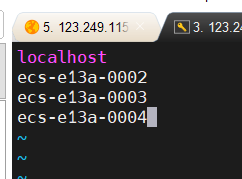 5. 123.249.115
3. 123.24
localhost
ecs-e13a-0002
ecs-e13a-0003
ecs-e13a-0004
~
~
~